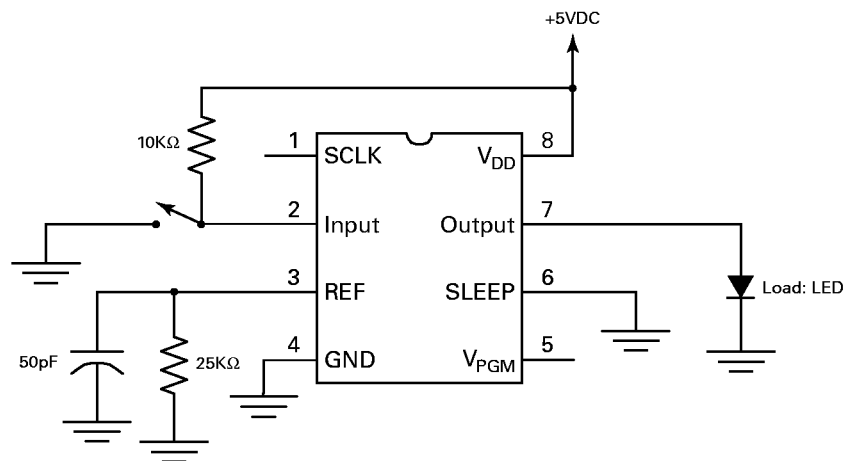 +5VDC
10KΩ
1
SCLK
VDD
8
2
Input
Output
7
3
REF
SLEEP
6
Load: LED
50pF
25KΩ
4
GND
VPGM
5